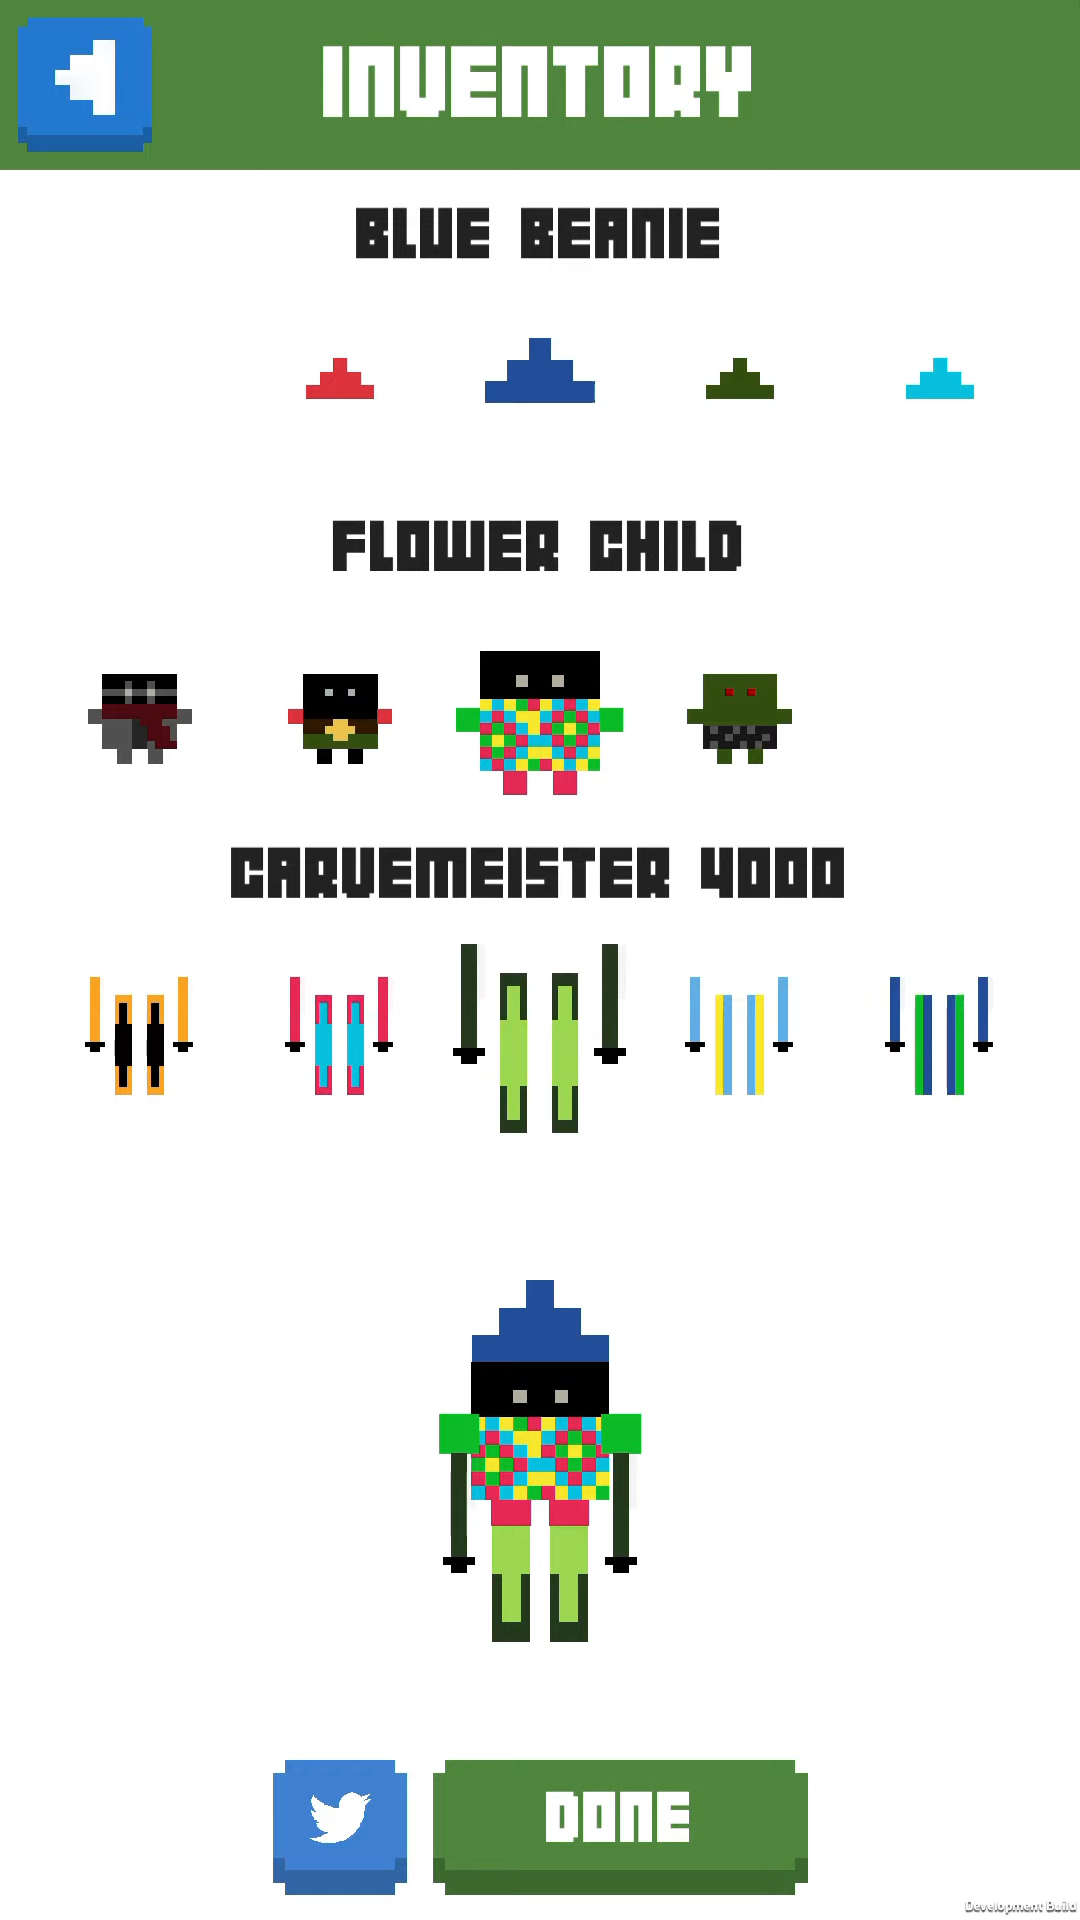 INVENTORY
BLUE BEANIE
FLOWER CHILD
CARVEMEISTER 4000
DONE
Development Build